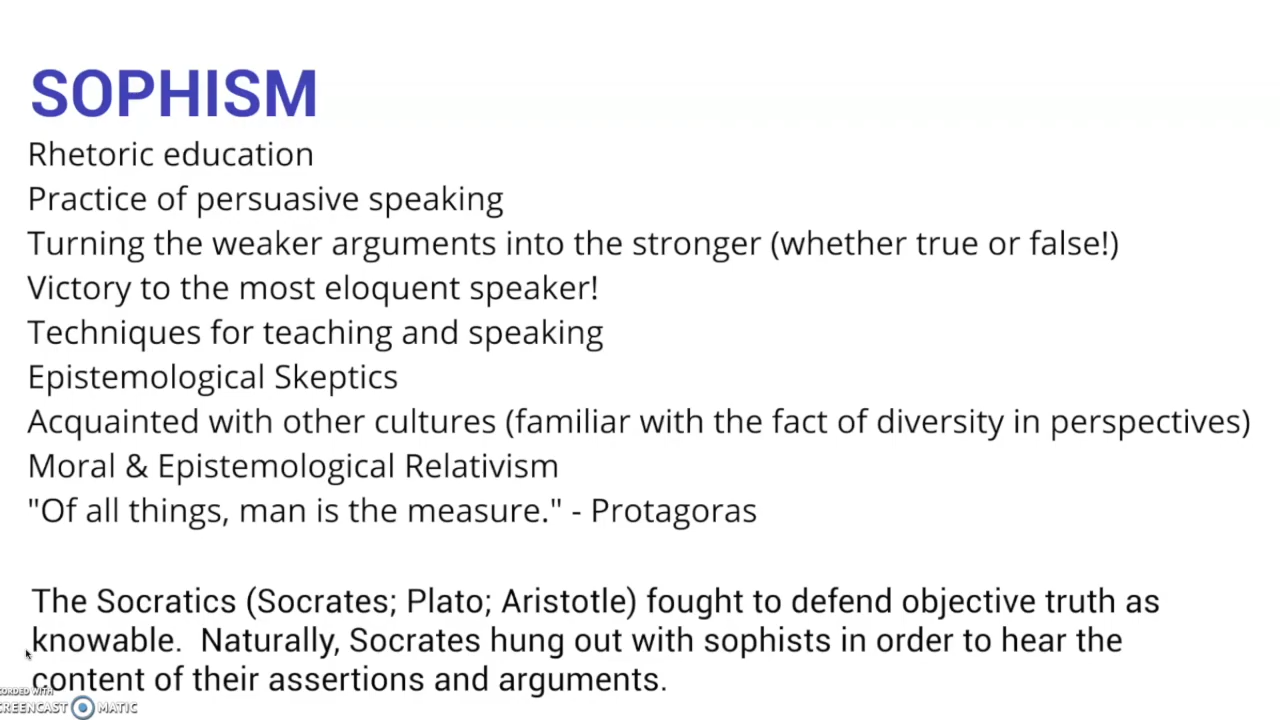 SOPHISM
Rhetoric education
Practice of persuasive speaking
Turning the weaker arguments into the stronger (whether true or false!)
Victory to the most eloquent speaker!
Techniques for teaching and speaking
Epistemological Skeptics
Acquainted with other cultures (familiar with the fact of diversity in perspectives)
Moral & Epistemological Relativism
"Of all things, man is the measure." - Protagoras
The Socratics (Socrates; Plato; Aristotle) fought to defend objective truth as
knowable.  Naturally, Socrates hung out with sophists in order to hear the
content of their assertions and arguments.
CORDED WITH
CREENCAST MATIC